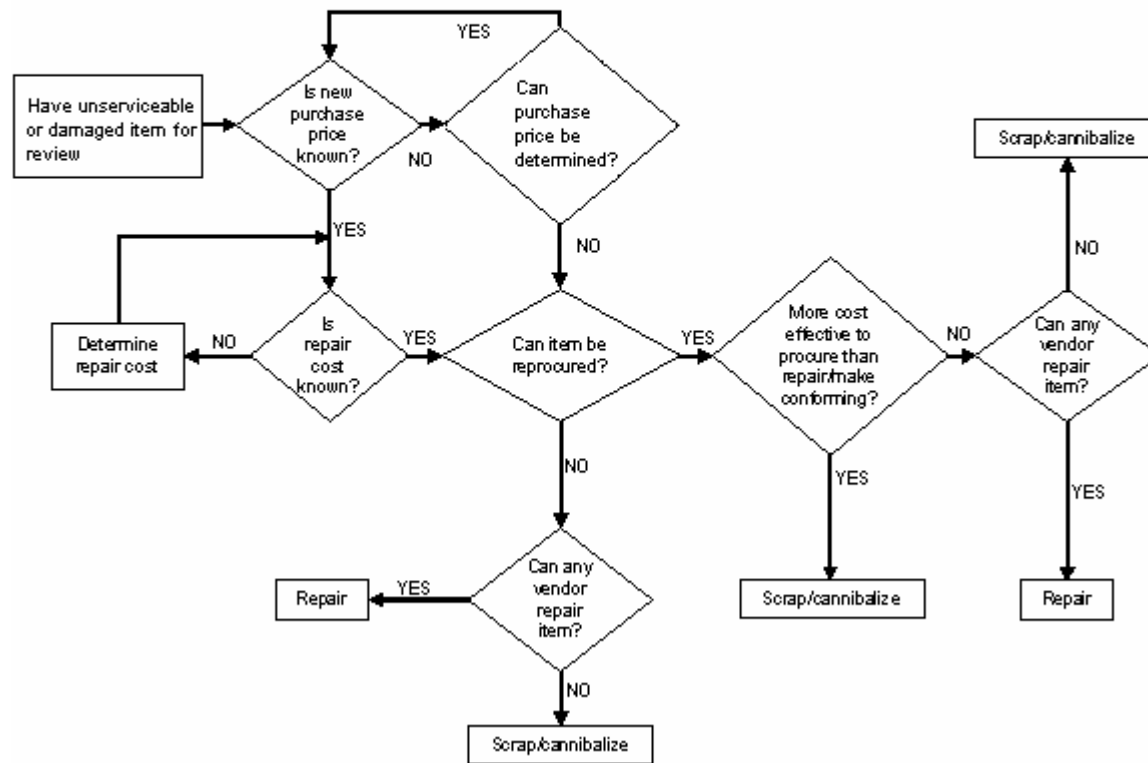 YES
Have unserviceable
or damaged item for
review
Is new
purchase
price
known?
NO
Can
purchase
price be
determined?
Scrap/cannibalize
YES
NO
NO
Determine
repair cost
NO
Is
repair
cost
known?
YES
Can item be
reprocured?
YES
More cost
effective to
procure than
repair/make
conforming?
NO
Can any
vendor
repair
item?
NO
YES
YES
Repair
YES
Can any
vendor
repair
item?
Scrap/cannibalize
Repair
NO
Scrap/cannibalize